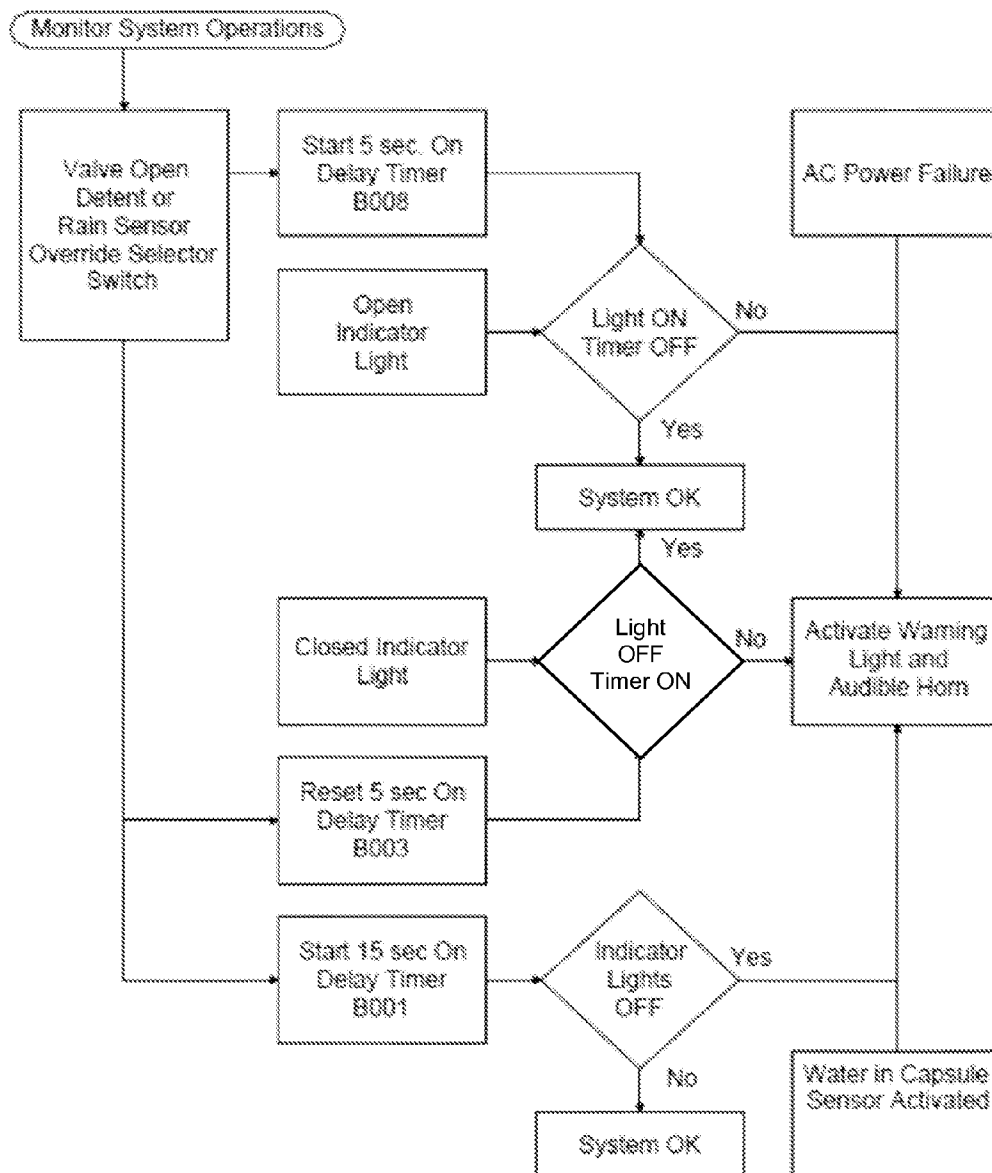 Monitor System Operations
Valve Open
Detent or
Rain Sensor
Override Selector
Switch
Start 5 sec. On
Delay Timer
B008
AC Power Failure
Open
Indicator
Light
Light ON
Timer OFF
No
Yes
System OK
Yes
Closed Indicator
Light
Light
OFF
Timer ON
No
Activate Warning
Light and
Audible Horn
Reset 5 sec On
Delay Timer
B003
Start 15 sec On
Delay Timer
B001
Indicator
Lights
OFF
Yes
No
Water in Capsule
Sensor Activated
System OK